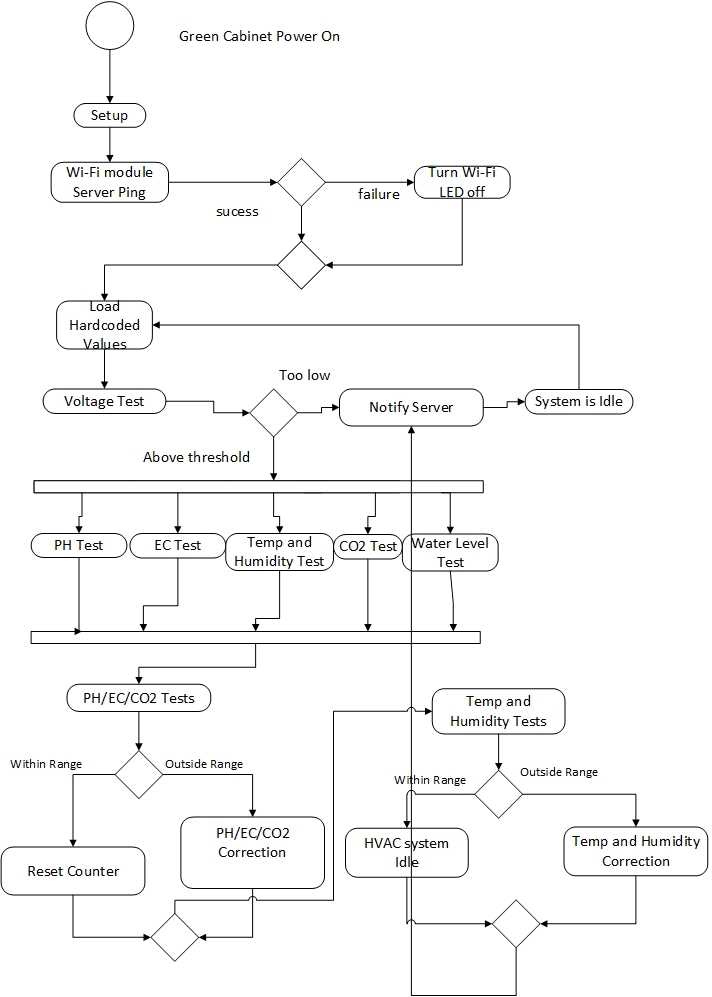 Green Cabinet Power On
Setup
Wi-Fi module
Server Ping
Turn Wi-Fi
LED off
failure
sucess
Load
Hardcoded
Values
Too low
Voltage Test
Notify Server
System is Idle
Above threshold
PH Test
EC Test
Temp and
Humidity Test
CO2 Test
Water Level
Test
PH/EC/CO2 Tests
Temp and
Humidity Tests
Within Range
Outside Range
Within Range
Outside Range
PH/EC/CO2
Correction
Reset Counter
HVAC system
Idle
Temp and Humidity
Correction